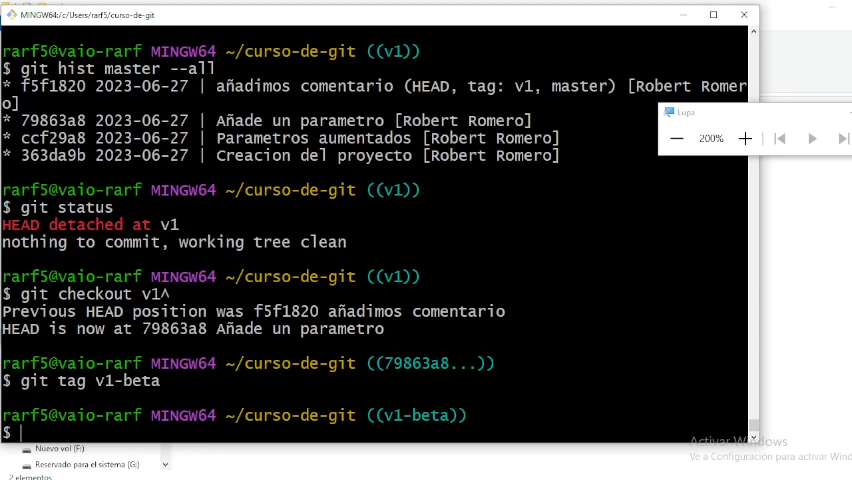 MINGW64:/c/Users/rarf5/curso-de-git
rarf5@vaio-rarf MINGW64 ~/curso-de-git ((v1))
$ git hist master --all
* f5f1820 2023-06-27 | añadimos comentario (HEAD, tag: v1, master) [Robert Romer
o]
* 79863a8 2023-06-27 | Añade un parametro [Robert Romero]
* ccf29a8 2023-06-27 | Parametros aumentados [Robert Romero]
* 363da9b 2023-06-27 | Creacion del proyecto [Robert Romero]
rarf5@vaio-rarf MINGW64 ~/curso-de-git ((v1))
$ git status
HEAD detached at v1
nothing to commit, working tree clean
rarf5@vaio-rarf MINGW64 ~/curso-de-git ((v1))
$ git checkout v1^
Previous HEAD position was f5f1820 añadimos comentario
HEAD is now at 79863a8 Añade un parametro
rarf5@vaio-rarf MINGW64 ~/curso-de-git ((79863a8...))
$ git tag v1-beta
rarf5@vaio-rarf MINGW64 ~/curso-de-git ((v1-beta))
$
Lupa
200%
Activar Windows
Ve a Configuración para activar Wind
Nuevo vol (F:)
Reservado para el sistema (G:)
2 elementos